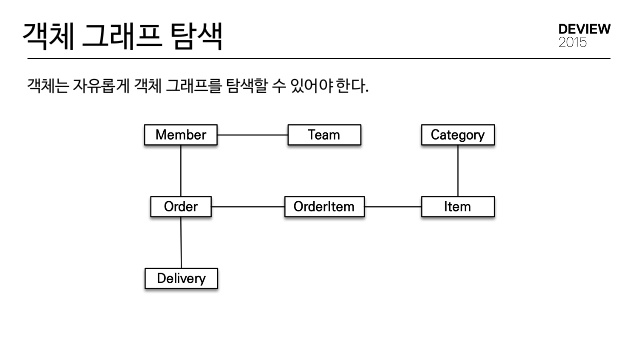 객체 그래프 탐색
DEVIEW
2015
객체는 자유롭게 객체 그래프를 탐색할 수 있어야 한다.
Member
Team
Category
Order
OrderItem
Item
Delivery